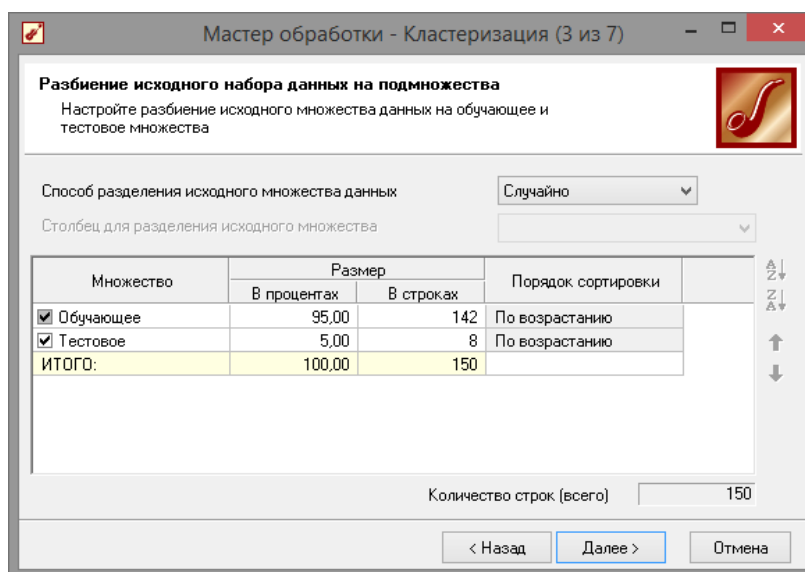 Мастер обработки - Кластеризация (3 из 7)
Разбиение исходного набора данных на подмножества
Настройте разбиение исходного множества данных на обучающее и
тестовое множества
Способ разделения исходного множества данных Случайно
Столбец для разделения исходного множества
Множество Размер Порядок сортировки
В процентах В строках
Обучающее 95,00 142 По возрастанию
Тестовое 5,00 8 По возрастанию
ИТОГО: 100,00 150
Количество строк (всего) 150
< Назад Далее > Отмена